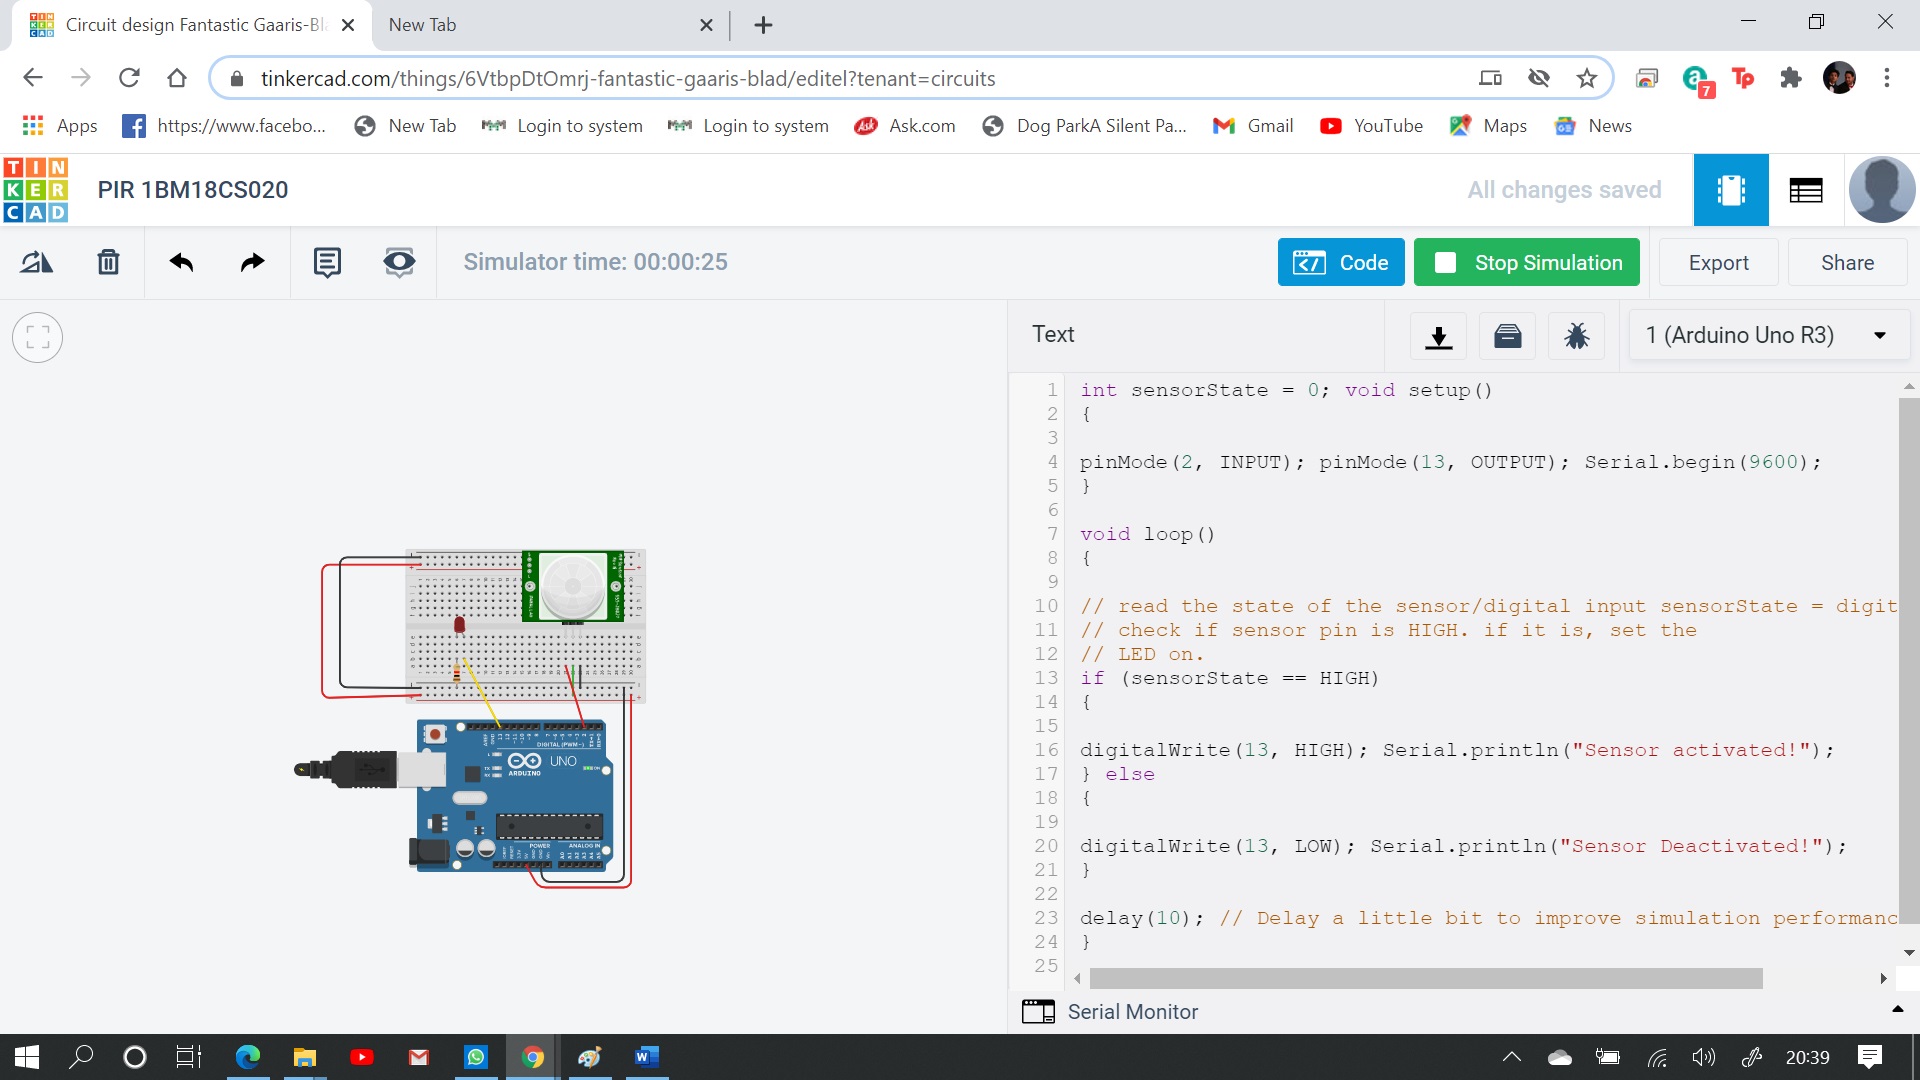 Circuit design Fantastic Gaaris-Bl
New Tab
tinkercad.com/things/6VtbpDtOmrj-fantastic-gaaris-blad/editel?tenant=circuits
7
Tp
Apps
https://www.facebo...
New Tab
Login to system
Login to system
Ask
Ask.com
Dog ParkA Silent Pa...
Gmail
YouTube
Maps
News
TIN
KER
CAD
PIR 1BM18CS020
All changes saved
Simulator time: 00:00:25
Code
Stop Simulation
Export
Share
Text
1 (Arduino Uno R3)
1 int sensorState = 0; void setup()
2 {
3
4 pinMode(2, INPUT); pinMode(13, OUTPUT); Serial.begin(9600);
5 }
6
7 void loop()
8 {
9
10 // read the state of the sensor/digital input sensorState = digit
11 // check if sensor pin is HIGH. if it is, set the
12 // LED on.
13 if (sensorState == HIGH)
14 {
15
16 digitalWrite(13, HIGH); Serial.println("Sensor activated!");
17 } else
18 {
19
20 digitalWrite(13, LOW); Serial.println("Sensor Deactivated!");
21 }
22
23 delay(10); // Delay a little bit to improve simulation performanc
24 }
25
DIGITAL (PWM~)
UNO
ARDUINO
POWER
ANALOG IN
Serial Monitor
20:39